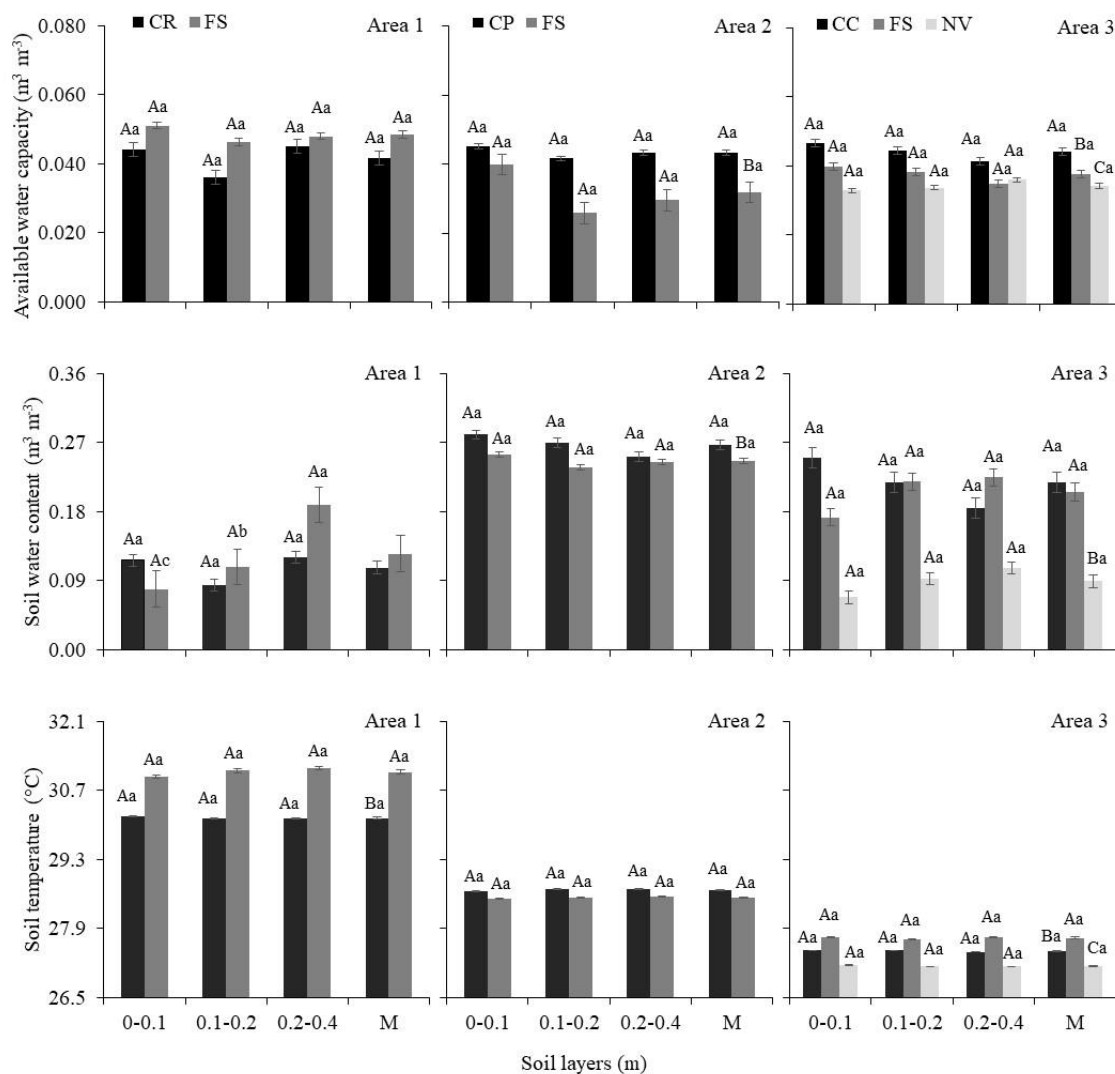 CR FS Area 1
CP FS Area 2
CC FS NV Area 3
Available water capacity (m³ m⁻³)
0.080
0.060
0.040
0.020
0.000
Aa Aa Aa Aa Aa Aa Aa Aa
Aa Aa Aa Aa Aa Aa Aa Ba
Aa Aa Aa Aa Aa Aa Aa Aa Aa Aa Ba Ca
Area 1
Area 2
Area 3
Soil water content (m³ m⁻³)
0.36
0.27
0.18
0.09
0.00
Aa Ac Aa Ab Aa Aa
Aa Aa Aa Aa Aa Aa Aa Ba
Aa Aa Aa Aa Aa Aa Aa Aa Aa Aa Aa Ba
Area 1
Area 2
Area 3
Soil temperature (°C)
32.1
30.7
29.3
27.9
26.5
Aa Aa Aa Aa Aa Aa Ba Aa
Aa Aa Aa Aa Aa Aa Aa Aa
Aa Aa Aa Aa Aa Aa Aa Aa Aa Ba Aa Ca
0-0.1 0.1-0.2 0.2-0.4 M
0-0.1 0.1-0.2 0.2-0.4 M
0-0.1 0.1-0.2 0.2-0.4 M
Soil layers (m)